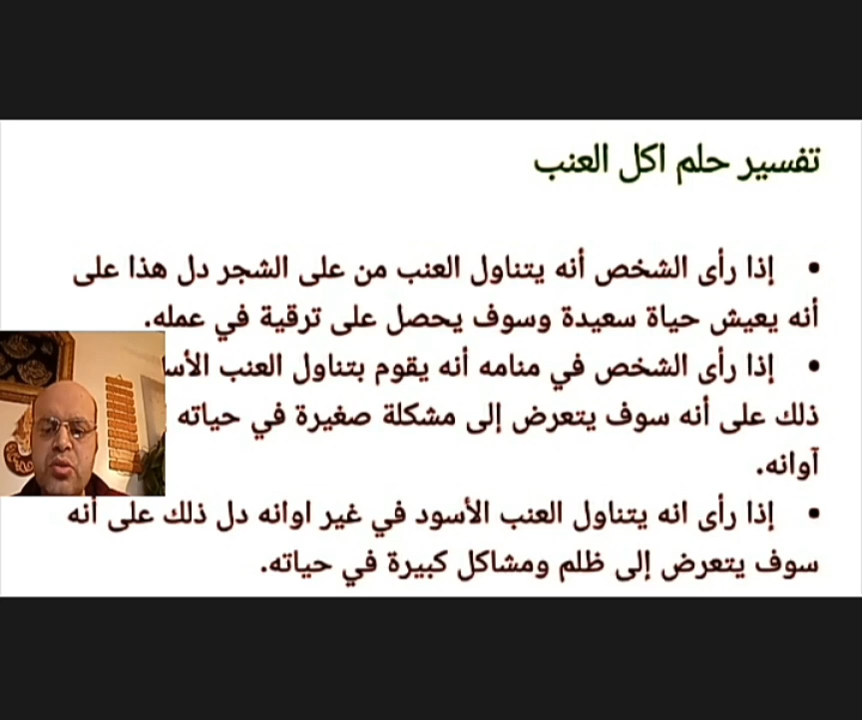 تفسير حلم اكل العنب
• إذا رأى الشخص أنه يتناول العنب من على الشجر دل هذا على
أنه يعيش حياة سعيدة وسوف يحصل على ترقية في عمله.
• إذا رأى الشخص في منامه أنه يقوم بتناول العنب
ذلك على أنه سوف يتعرض إلى مشكلة صغيرة في حياته
آوانه.
• إذا رأى انه يتناول العنب الأسود في غير اوانه دل ذلك على أنه
سوف يتعرض إلى ظلم ومشاكل كبيرة في حياته.